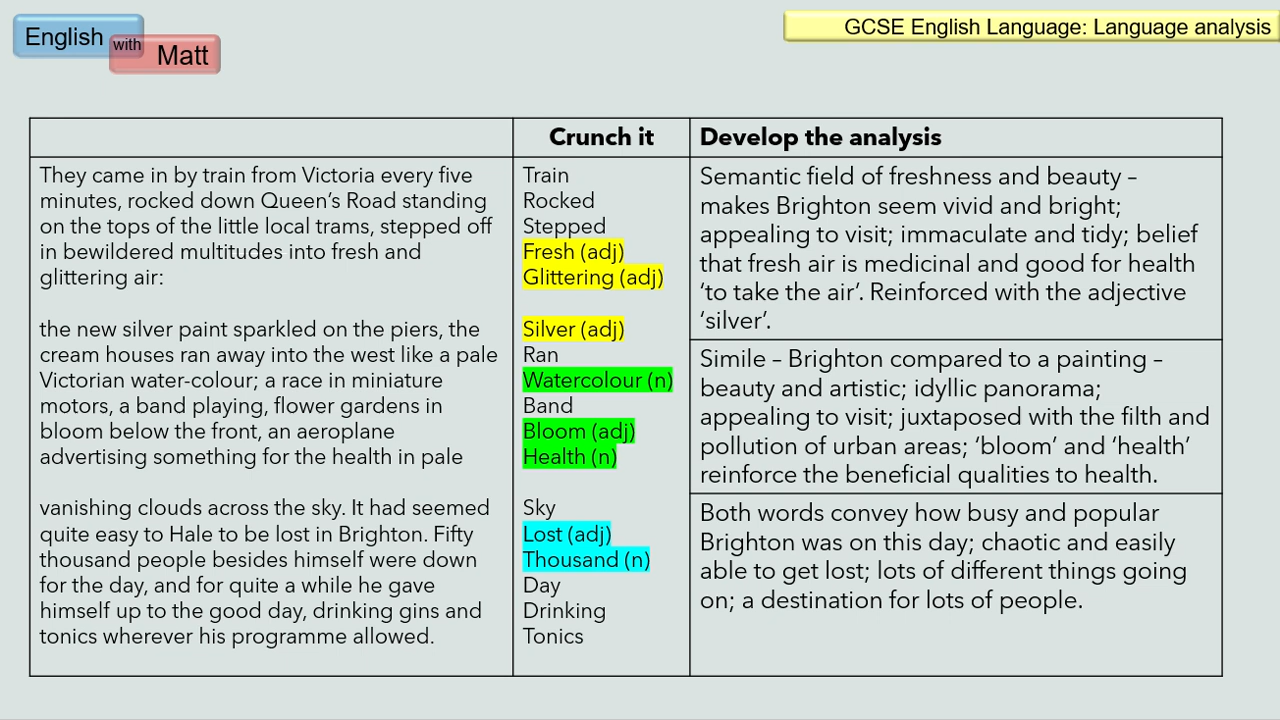 English with Matt
GCSE English Language: Language analysis
Crunch it
Develop the analysis
They came in by train from Victoria every five
minutes, rocked down Queen's Road standing
on the tops of the little local trams, stepped off
in bewildered multitudes into fresh and
glittering air:
the new silver paint sparkled on the piers, the
cream houses ran away into the west like a pale
Victorian water-colour; a race in miniature
motors, a band playing, flower gardens in
bloom below the front, an aeroplane
advertising something for the health in pale
vanishing clouds across the sky. It had seemed
quite easy to Hale to be lost in Brighton. Fifty
thousand people besides himself were down
for the day, and for quite a while he gave
himself up to the good day, drinking gins and
tonics wherever his programme allowed.
Train
Rocked
Stepped
Fresh (adj)
Glittering (adj)
Silver (adj)
Ran
Watercolour (n)
Band
Bloom (adj)
Health (n)
Sky
Lost (adj)
Thousand (n)
Day
Drinking
Tonics
Semantic field of freshness and beauty –
makes Brighton seem vivid and bright;
appealing to visit; immaculate and tidy; belief
that fresh air is medicinal and good for health
‘to take the air’. Reinforced with the adjective
‘silver’.
Simile – Brighton compared to a painting –
beauty and artistic; idyllic panorama;
appealing to visit; juxtaposed with the filth and
pollution of urban areas; ‘bloom’ and ‘health’
reinforce the beneficial qualities to health.
Both words convey how busy and popular
Brighton was on this day; chaotic and easily
able to get lost; lots of different things going
on; a destination for lots of people.